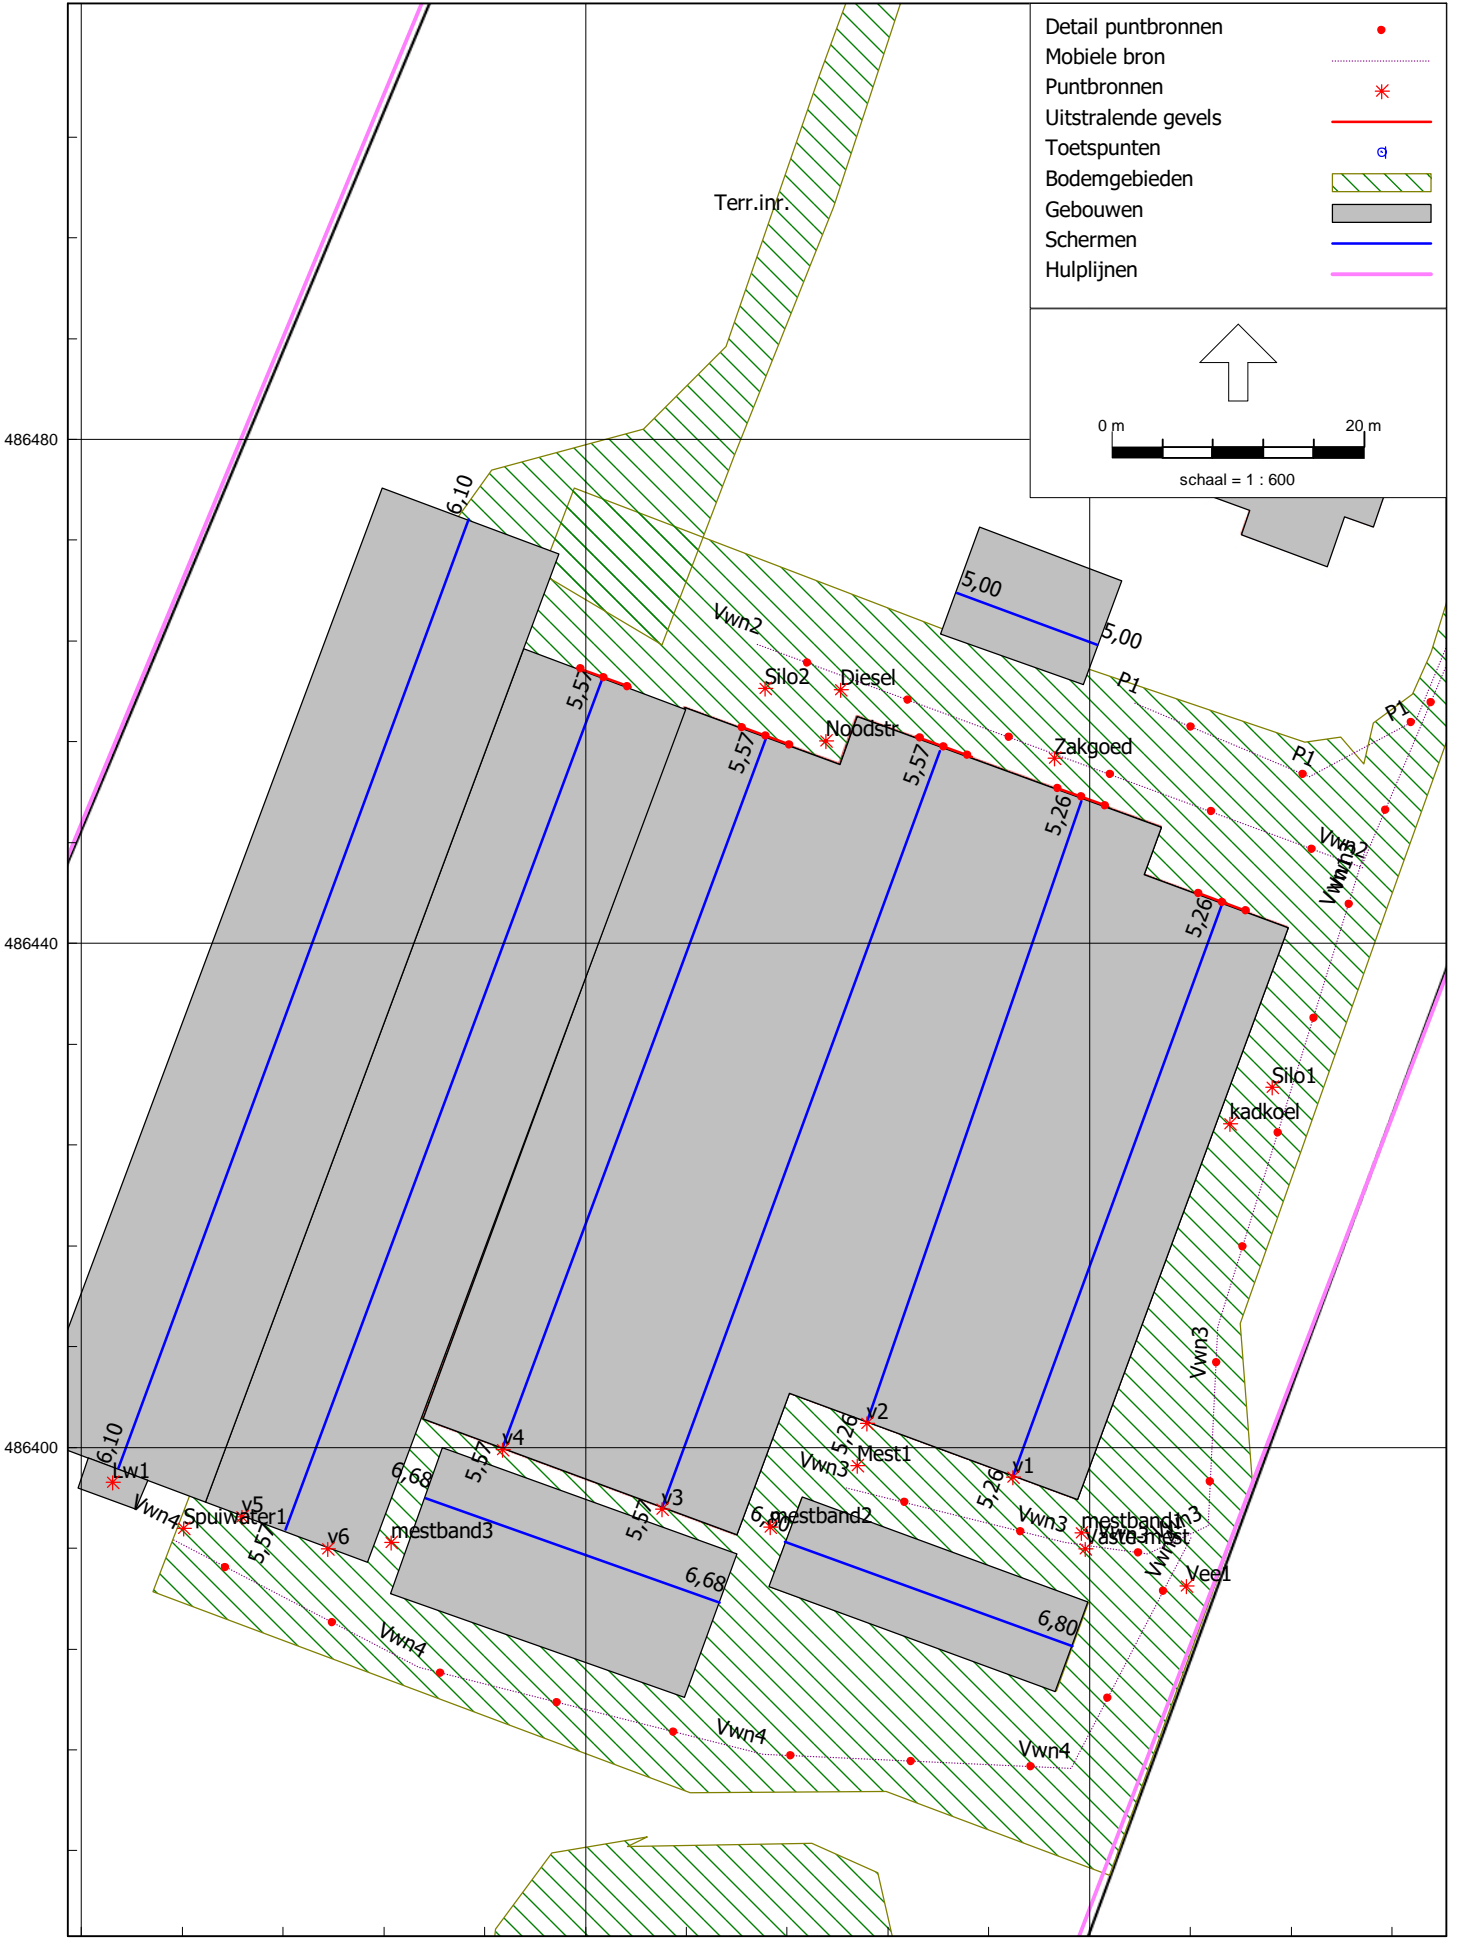 Detail puntbronnen
Mobiele bron
Puntbronnen
Uitstralende gevels
Toetspunten
Bodemgebieden
Gebouwen
Schermen
Hulplijnen
0 m 20 m
schaal = 1 : 600
Terr.inr.
486480
6,10
5,00
5,00
Vwn2
Silo2
Diesel
P1
P1
P1
5,57
Noodstr
5,57
5,57
Zakgoed
5,26
Vwn2
5,26
486440
Silo1
kadkoel
Vwn3
486400
6,10
Lw1
v4
5,57
v2
5,26
Mest1
Vwn3
v1
5,26
6,68
Vwn4
Spuiwater1
v5
5,57
v6
mestband3
v3
5,57
mestband2
Vwn3
mestband1
Vaste mest
Vee1
6,68
6,80
Vwn4
Vwn4
Vwn4